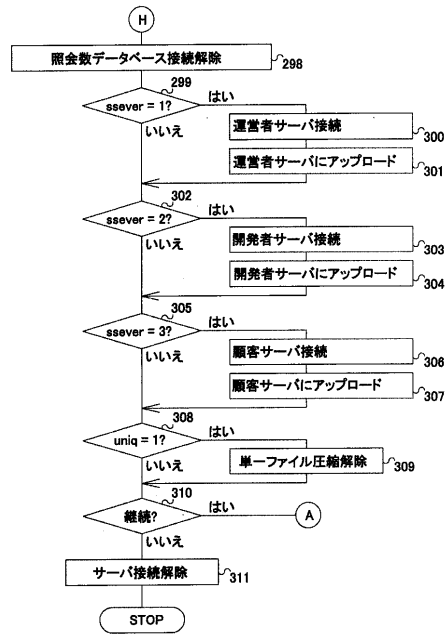 H
照会数データベース接続解除
298
299
ssever = 1?
はい
いいえ
運営者サーバ接続
300
運営者サーバにアップロード
301
302
ssever = 2?
はい
いいえ
開発者サーバ接続
303
開発者サーバにアップロード
304
305
ssever = 3?
はい
いいえ
顧客サーバ接続
306
顧客サーバにアップロード
307
308
uniq = 1?
はい
いいえ
単一ファイル圧縮解除
309
310
継続?
はい
A
いいえ
サーバ接続解除
311
STOP